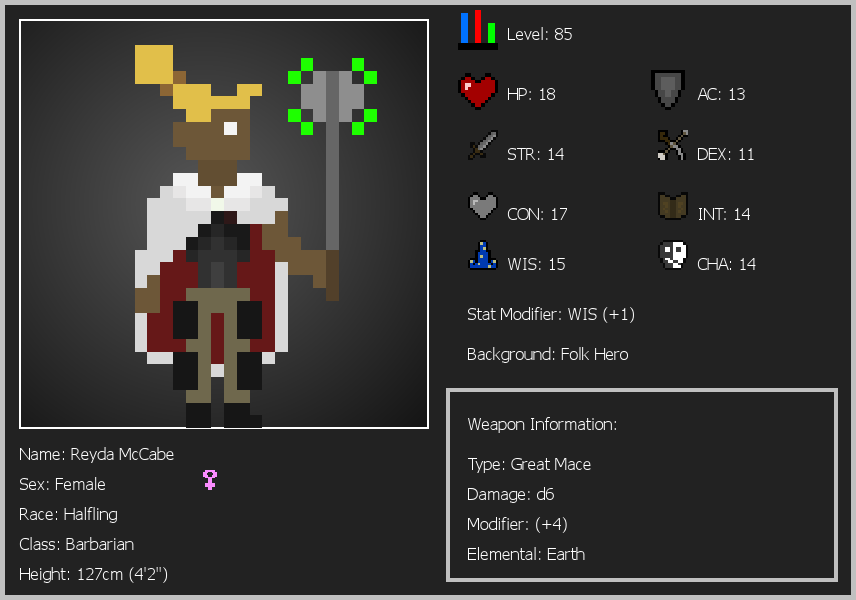 Level: 85
HP: 18
AC: 13
STR: 14
DEX: 11
CON: 17
INT: 14
WIS: 15
CHA: 14
Stat Modifier: WIS (+1)
Background: Folk Hero
Weapon Information:
Type: Great Mace
Damage: d6
Modifier: (+4)
Elemental: Earth
Name: Reyda McCabe
Sex: Female
Race: Halfling
Class: Barbarian
Height: 127cm (4'2")